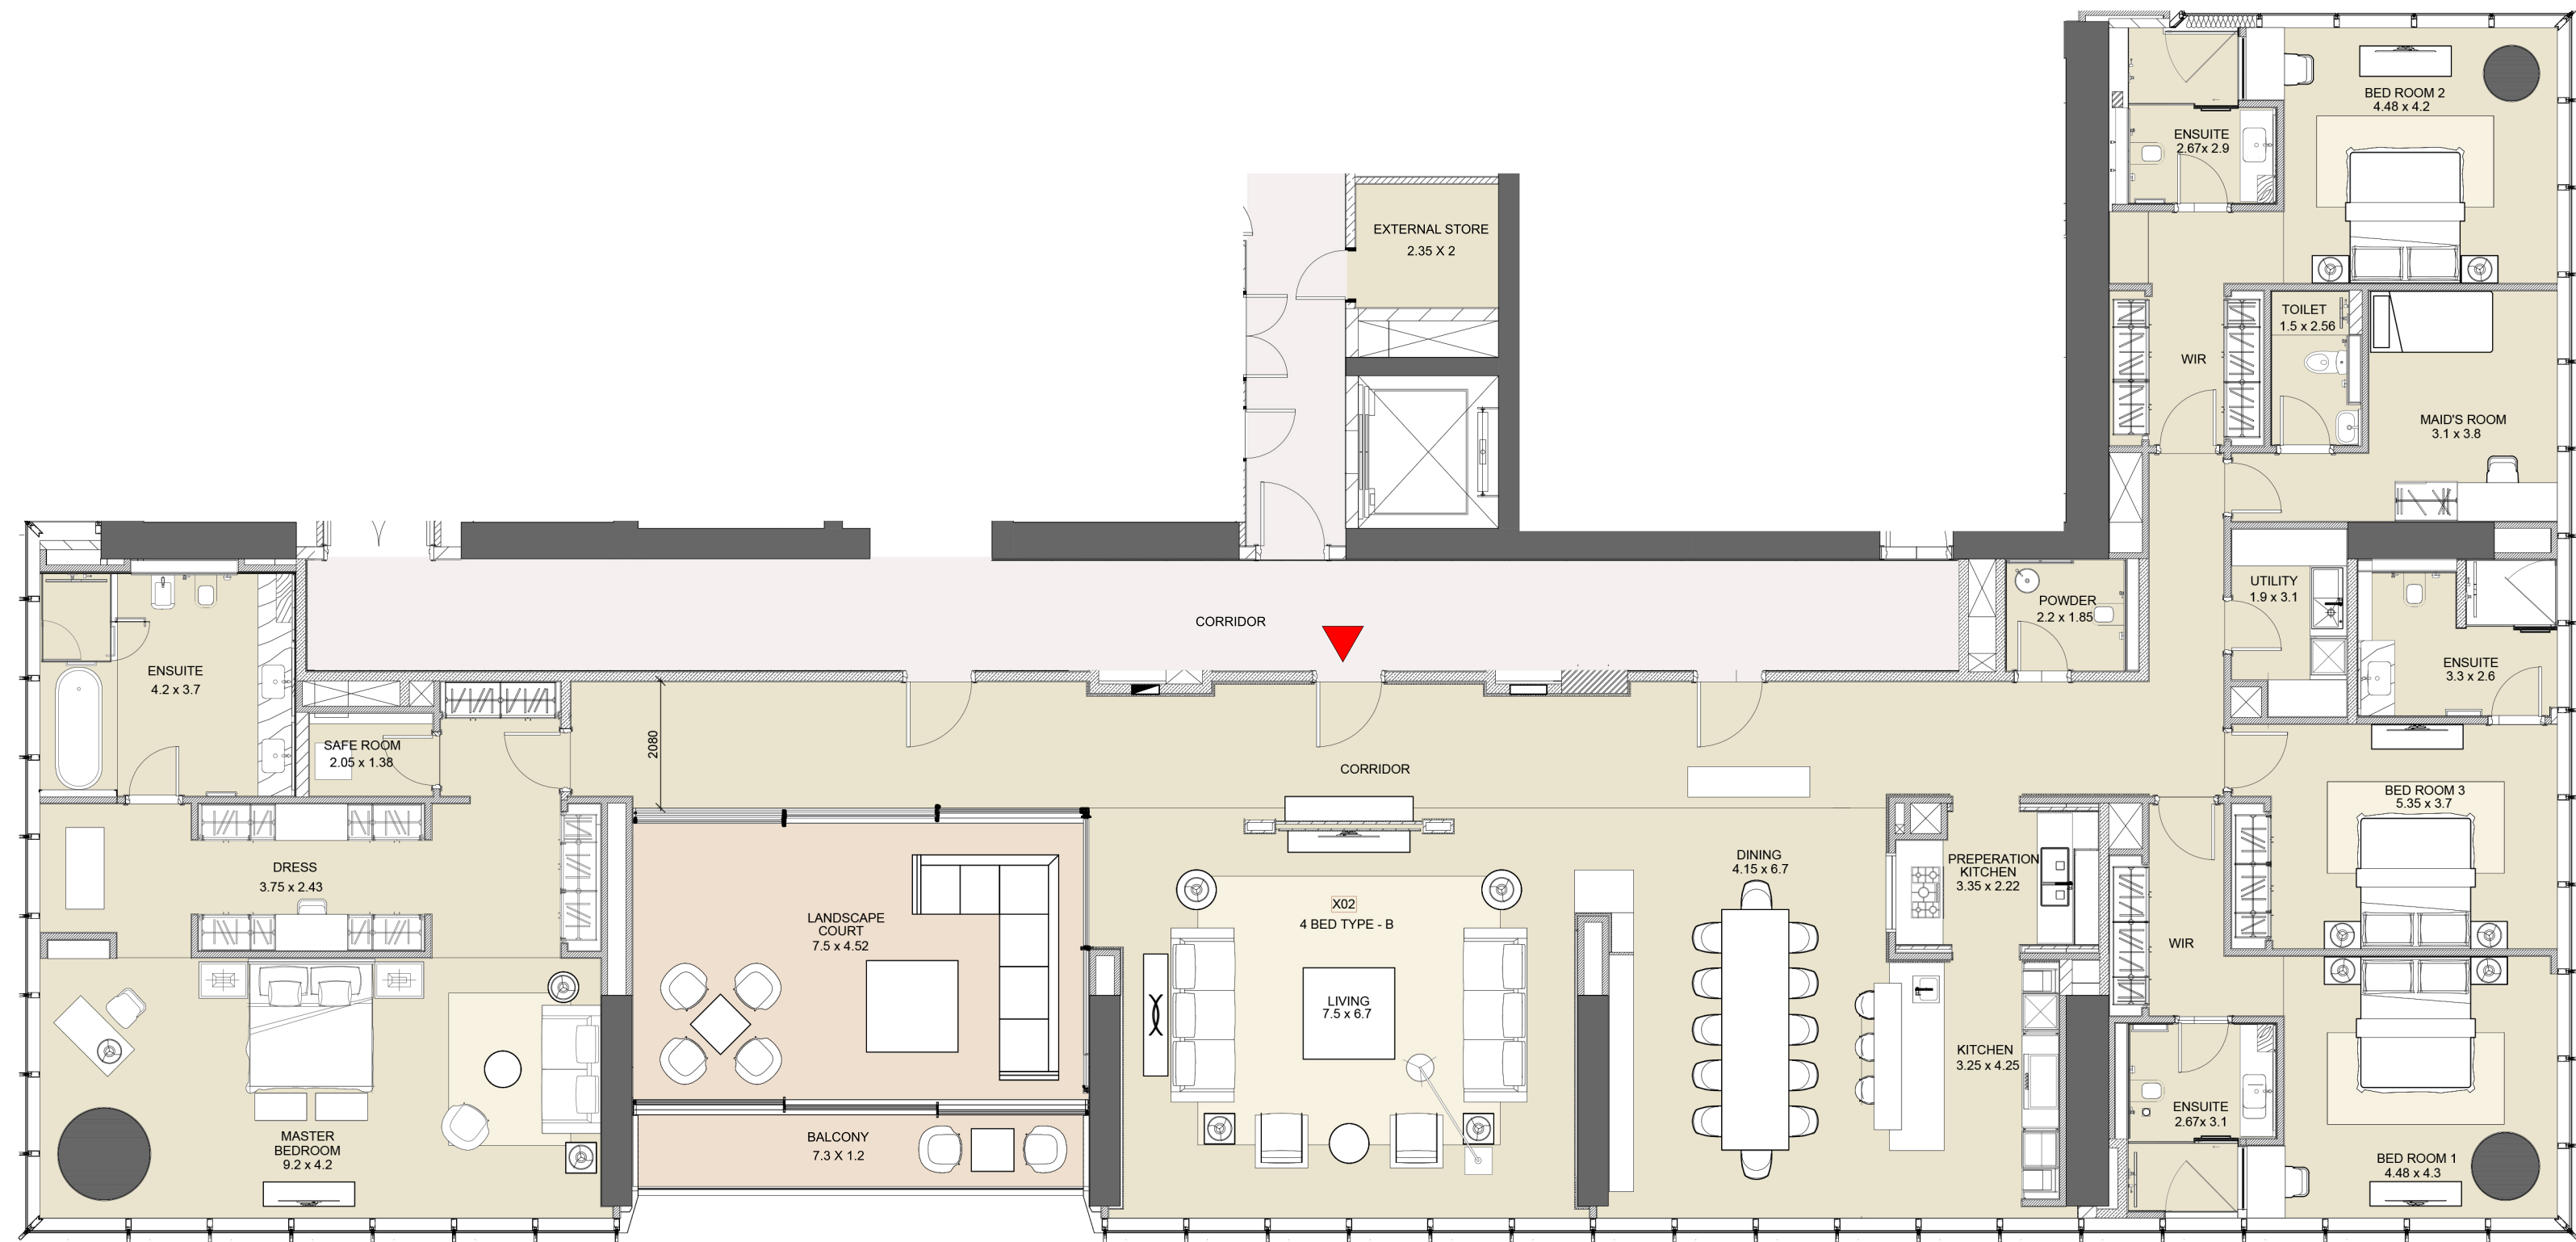 BED ROOM 2
4.48 x 4.2
ENSUITE
2.67x 2.9
EXTERNAL STORE
2.35 X 2
TOILET
1.5 x 2.56
WIR
MAID'S ROOM
3.1 x 3.8
UTILITY
1.9 x 3.1
POWDER
2.2 x 1.85
CORRIDOR
ENSUITE
4.2 x 3.7
ENSUITE
3.3 x 2.6
SAFE ROOM
2.05 x 1.38
2080
CORRIDOR
BED ROOM 3
5.35 x 3.7
DRESS
3.75 x 2.43
LANDSCAPE
COURT
7.5 x 4.52
X02
4 BED TYPE - B
DINING
4.15 x 6.7
PREPERATION
KITCHEN
3.35 x 2.22
WIR
LIVING
7.5 x 6.7
KITCHEN
3.25 x 4.25
MASTER
BEDROOM
9.2 x 4.2
BALCONY
7.3 X 1.2
ENSUITE
2.67x 3.1
BED ROOM 1
4.48 x 4.3